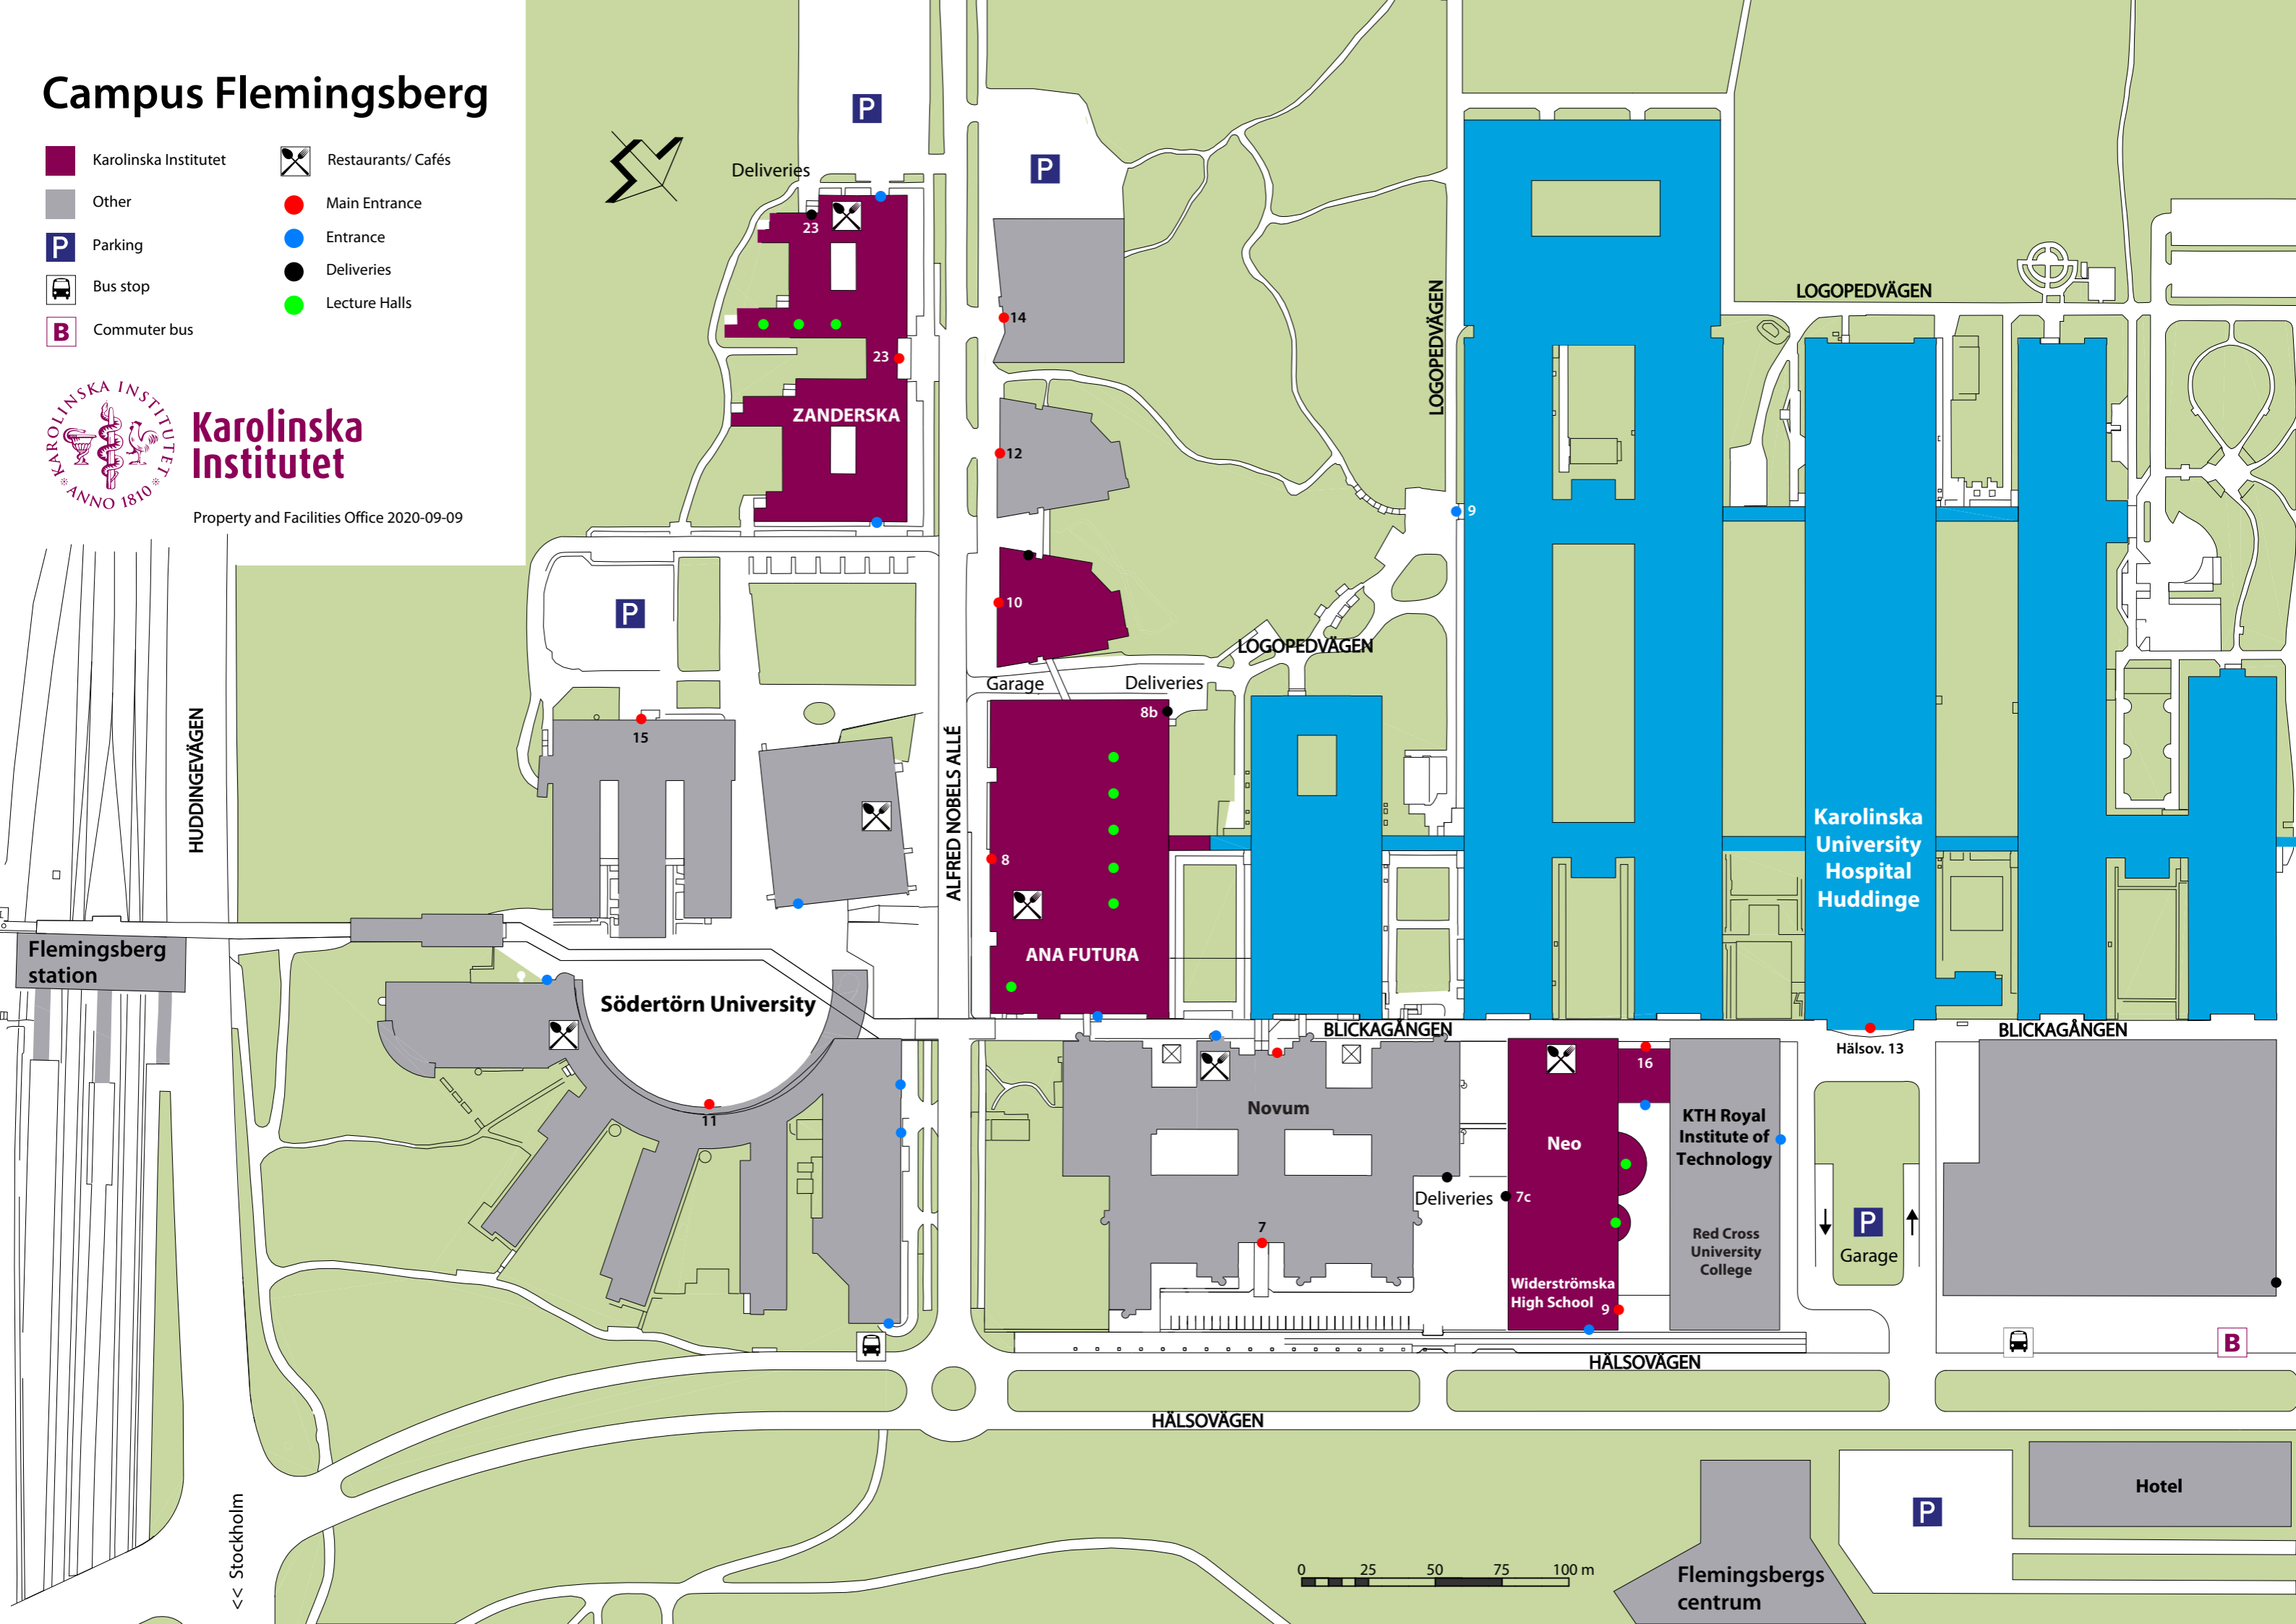 Campus Flemingsberg
Karolinska Institutet
Other
P
Parking
Bus stop
B
Commuter bus
Restaurants/ Cafés
Main Entrance
Entrance
Deliveries
Lecture Halls
KAROLINSKA INSTITUTET
ANNO 1810
Karolinska
Institutet
Property and Facilities Office 2020-09-09
P
P
Deliveries
23
23
ZANDERSKA
14
12
10
LOGOPEDVÄGEN
LOGOPEDVÄGEN
9
LOGOPEDVÄGEN
P
Garage
Deliveries
8b
15
HUDDINGEVÄGEN
ALFRED NOBELS ALLÉ
8
ANA FUTURA
Karolinska
University
Hospital
Huddinge
Flemingsberg
station
Södertörn University
11
BLICKAGÅNGEN
BLICKAGÅNGEN
Hälsov. 13
Novum
7
Deliveries
7c
Neo
16
Widerströmska
High School
9
KTH Royal
Institute of
Technology
Red Cross
University
College
P
Garage
B
HÄLSOVÄGEN
HÄLSOVÄGEN
<< Stockholm
0 25 50 75 100 m
P
Hotel
Flemingsbergs
centrum